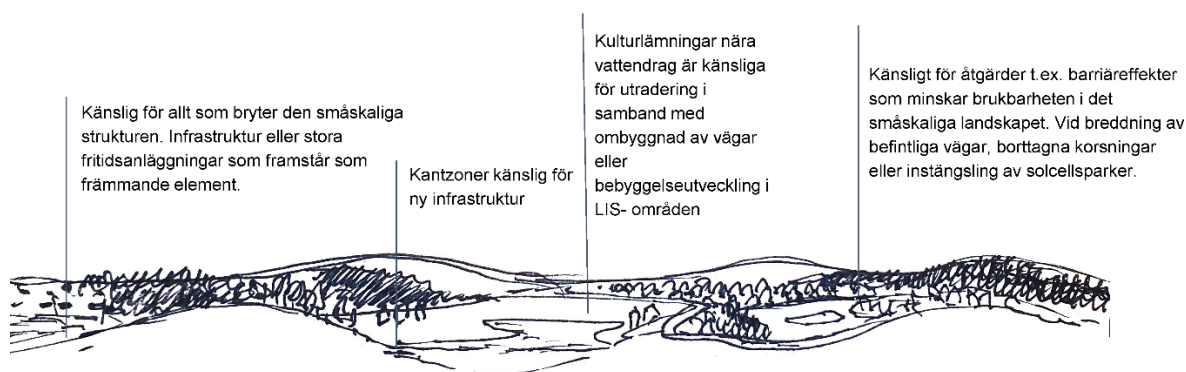 Känslig för allt som bryter den småskaliga
strukturen. Infrastruktur eller stora
fritidsanläggningar som framstår som
främmande element.
Kantzoner känslig för
ny infrastruktur
Kulturlämningar nära
vattendrag är känsliga
för utradering i
samband med
ombyggnad av vägar
eller
bebyggelseutveckling i
LIS- områden
Känsligt för åtgärder t.ex. barriäreffekter
som minskar brukbarheten i det
småskaliga landskapet. Vid breddning av
befintliga vägar, borttagna korsningar
eller instängsling av solcellsparker.